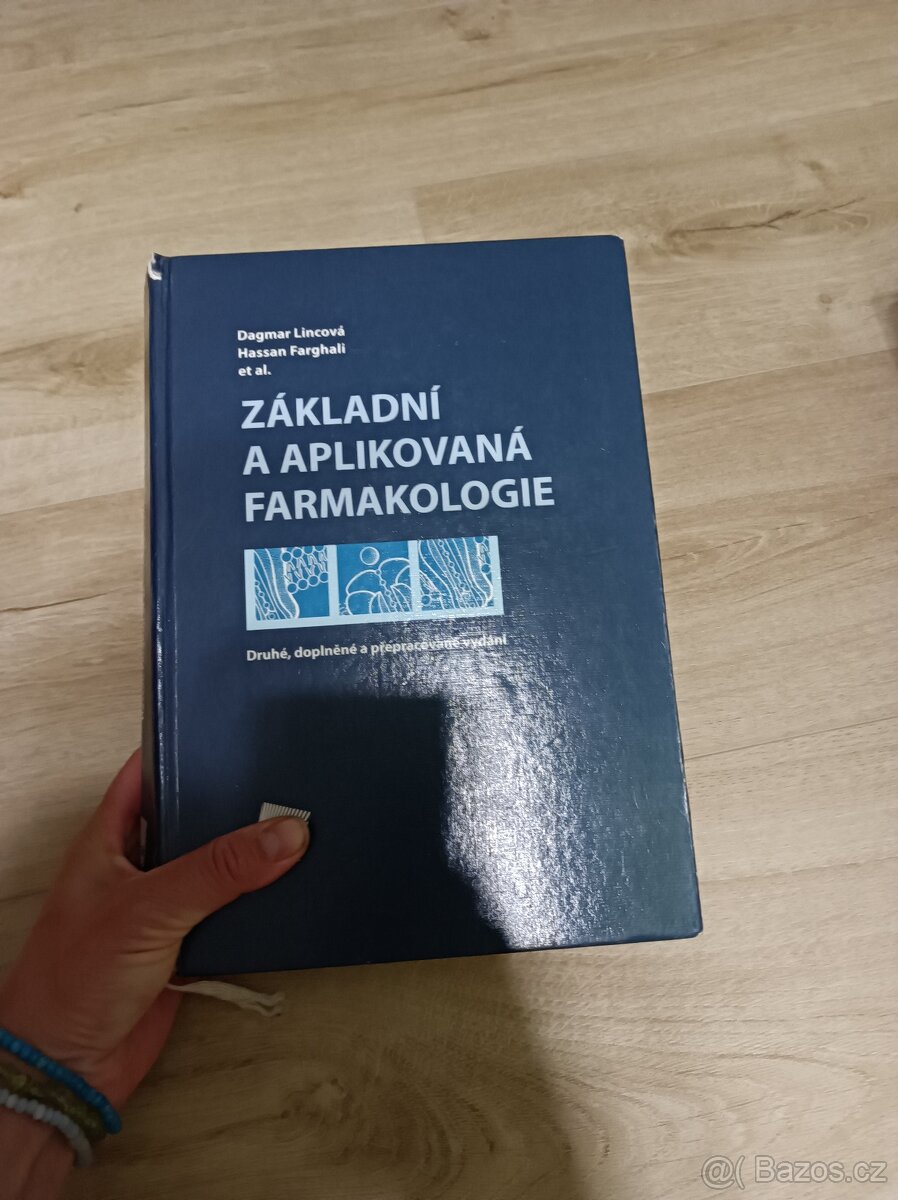 Dagmar Lincová
Hassan Farghali
et al.
ZÁKLADNÍ
A APLIKOVANÁ
FARMAKOLOGIE
Druhé, doplněné a přepracované vydání
@( Bazos.cz